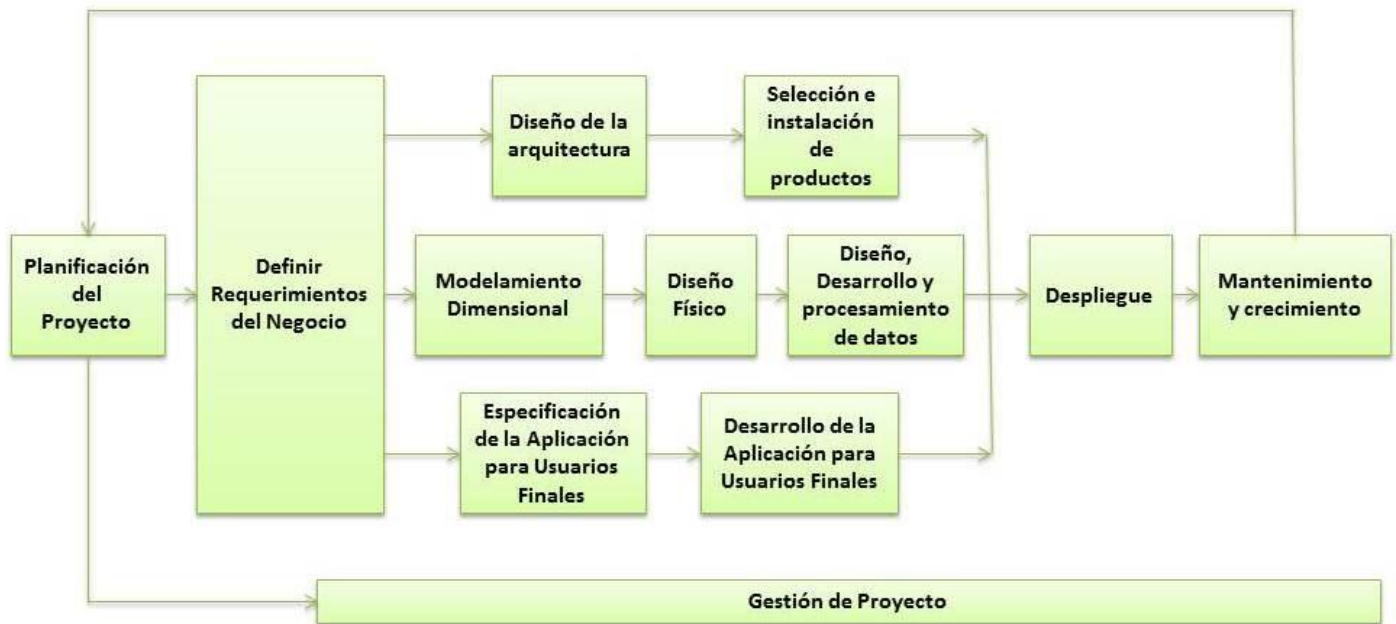 Planificación
del
Proyecto
Definir
Requerimientos
del Negocio
Diseño de la
arquitectura
Selección e
instalación
de
productos
Modelamiento
Dimensional
Diseño
Físico
Diseño,
Desarrollo y
procesamiento
de datos
Especificación
de la Aplicación
para Usuarios
Finales
Desarrollo de la
Aplicación para
Usuarios Finales
Despliegue
Mantenimiento
y crecimiento
Gestión de Proyecto